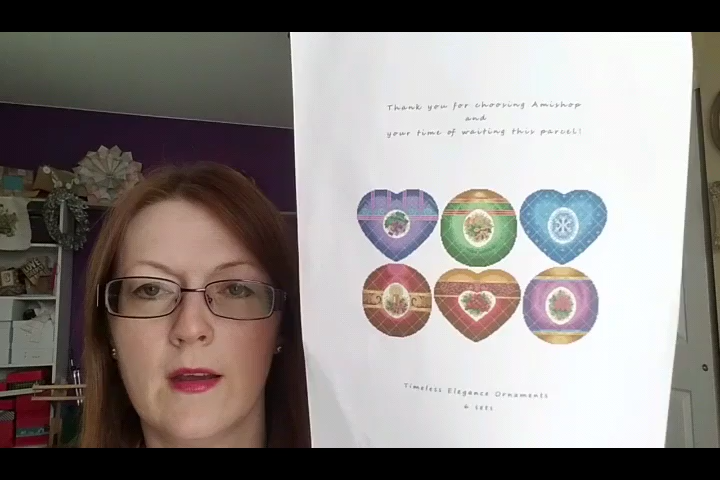 Thank you for choosing Amishop
and
your time of waiting this parcel!
Timeless Elegance Ornaments
6 sets